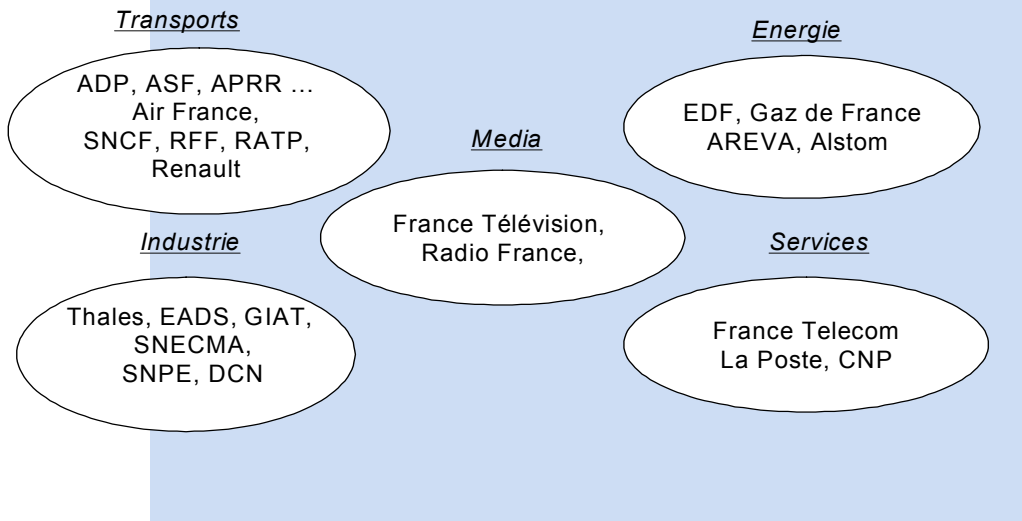 Transports
ADP, ASF, APRR ...
Air France,
SNCF, RFF, RATP,
Renault
Energie
EDF, Gaz de France
AREVA, Alstom
Media
France Télévision,
Radio France,
Industrie
Thales, EADS, GIAT,
SNECMA,
SNPE, DCN
Services
France Telecom
La Poste, CNP